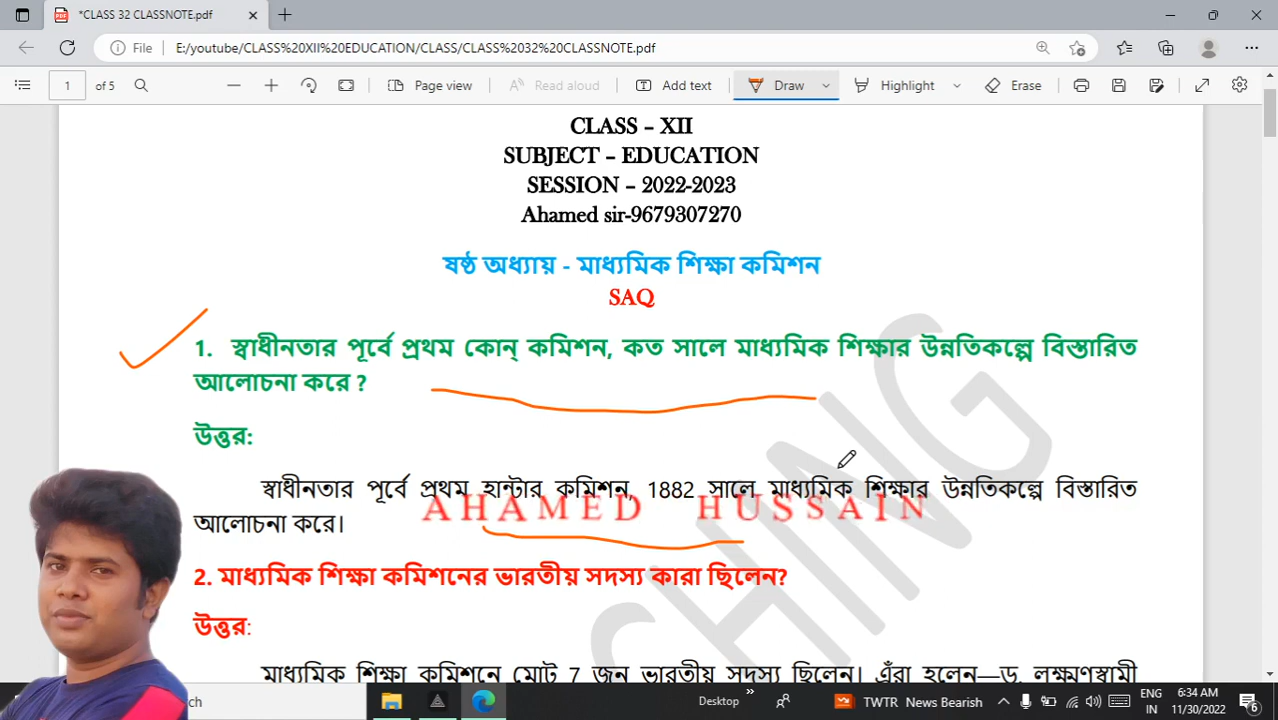 *CLASS 32 CLASSNOTE.pdf
File E:/youtube/CLASS%20XII%20EDUCATION/CLASS/CLASS%2032%20CLASSNOTE.pdf
1 of 5 Page view Read aloud Add text Draw Highlight Erase
CLASS – XII
SUBJECT – EDUCATION
SESSION – 2022-2023
Ahamed sir-9679307270
ষষ্ঠ অধ্যায় - মাধ্যমিক শিক্ষা কমিশন
SAQ
1. স্বাধীনতার পূর্বে প্রথম কোন্ কমিশন, কত সালে মাধ্যমিক শিক্ষার উন্নতিকল্পে বিস্তারিত
আলোচনা করে ?
উত্তর:
স্বাধীনতার পূর্বে প্রথম হান্টার কমিশন, 1882 সালে মাধ্যমিক শিক্ষার উন্নতিকল্পে বিস্তারিত
AHAMED HUSSAIN
আলোচনা করে।
2. মাধ্যমিক শিক্ষা কমিশনের ভারতীয় সদস্য কারা ছিলেন?
উত্তর:
মাধ্যমিক শিক্ষা কমিশনে মোট 7 জন ভারতীয় সদস্য ছিলেন। এঁরা হলেন—ড. লক্ষ্মণস্বামী
CHING
rch Desktop TWTR News Bearish ENG IN 6:34 AM 11/30/2022 6